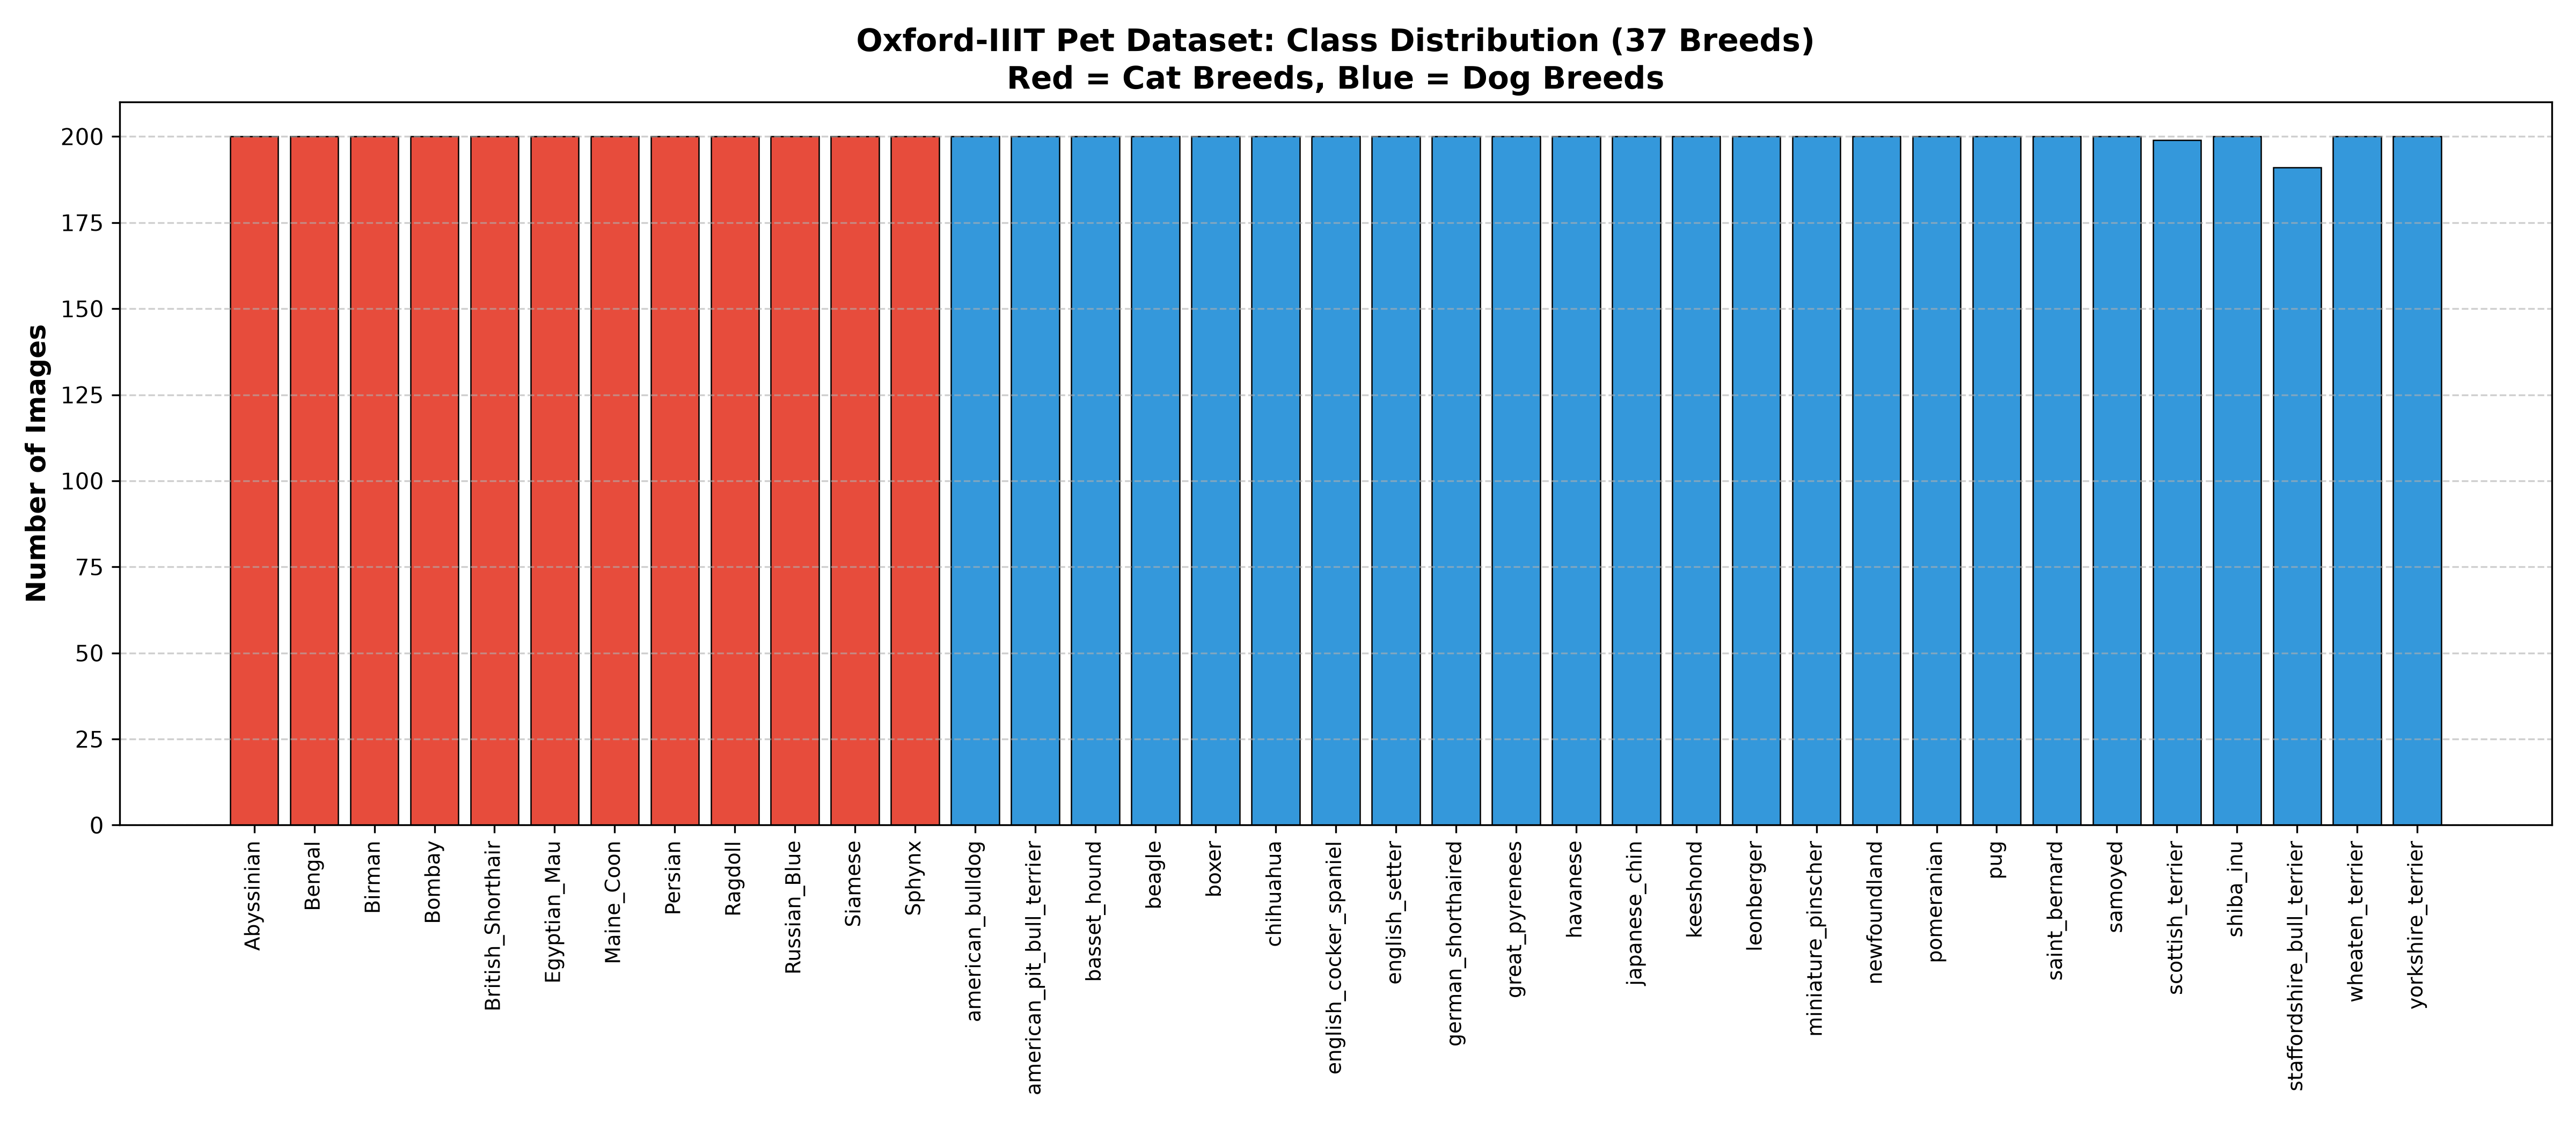 Oxford-IIIT Pet Dataset: Class Distribution (37 Breeds)
Red = Cat Breeds, Blue = Dog Breeds
Number of Images
200
175
150
125
100
75
50
25
0
Abyssinian
Bengal
Birman
Bombay
British_Shorthair
Egyptian_Mau
Maine_Coon
Persian
Ragdoll
Russian_Blue
Siamese
Sphynx
american_bulldog
american_pit_bull_terrier
basset_hound
beagle
boxer
chihuahua
english_cocker_spaniel
english_setter
german_shorthaired
great_pyrenees
havanese
japanese_chin
keeshond
leonberger
miniature_pinscher
newfoundland
pomeranian
pug
saint_bernard
samoyed
scottish_terrier
shiba_inu
staffordshire_bull_terrier
wheaten_terrier
yorkshire_terrier